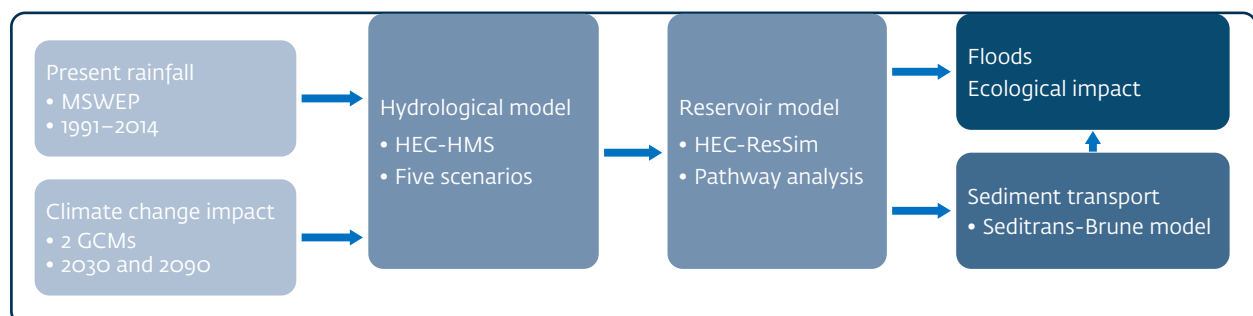 Present rainfall
• MSWEP
• 1991–2014
Climate change impact
• 2 GCMs
• 2030 and 2090
Hydrological model
• HEC-HMS
• Five scenarios
Reservoir model
• HEC-ResSim
• Pathway analysis
Floods
Ecological impact
Sediment transport
• Seditrans-Brune model